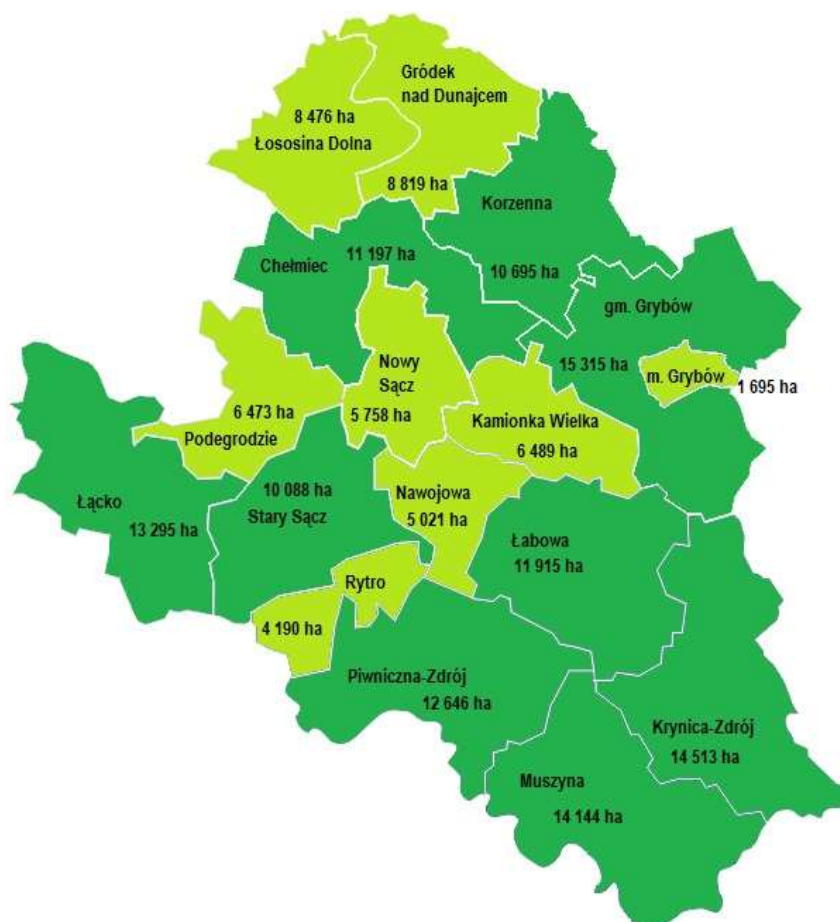 Gródek
nad Dunajcem
8 476 ha
Łososina Dolna
8 819 ha
Korzenna
Chełmiec
11 197 ha
10 695 ha
gm. Grybów
Nowy
Sącz
15 315 ha
m. Grybów
1 695 ha
6 473 ha
Podegrodzie
5 758 ha
Kamionka Wielka
6 489 ha
Łącko
13 295 ha
10 088 ha
Stary Sącz
Nawojowa
5 021 ha
Łabowa
11 915 ha
Rytro
4 190 ha
Piwniczna-Zdrój
12 646 ha
Krynica-Zdrój
14 513 ha
Muszyna
14 144 ha